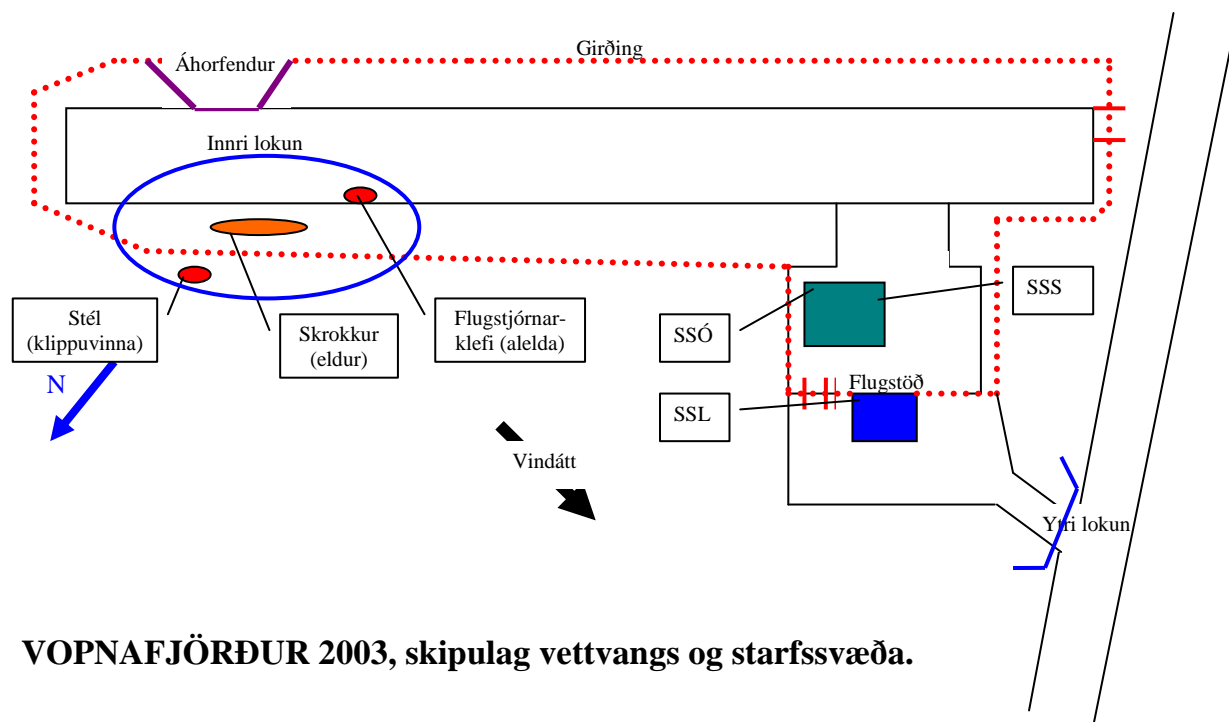 Girðing
Áhorfendur
Innri lokun
SSS
Stél
(klippuvinna)
Skrokkur
(eldur)
Flugstjórnar-
klefi (alelda)
SSÓ
N
Flugstöð
SSL
Vindátt
Ytri lokun
VOPNAFJÖRÐUR 2003, skipulag vettvangs og starfssvæða.